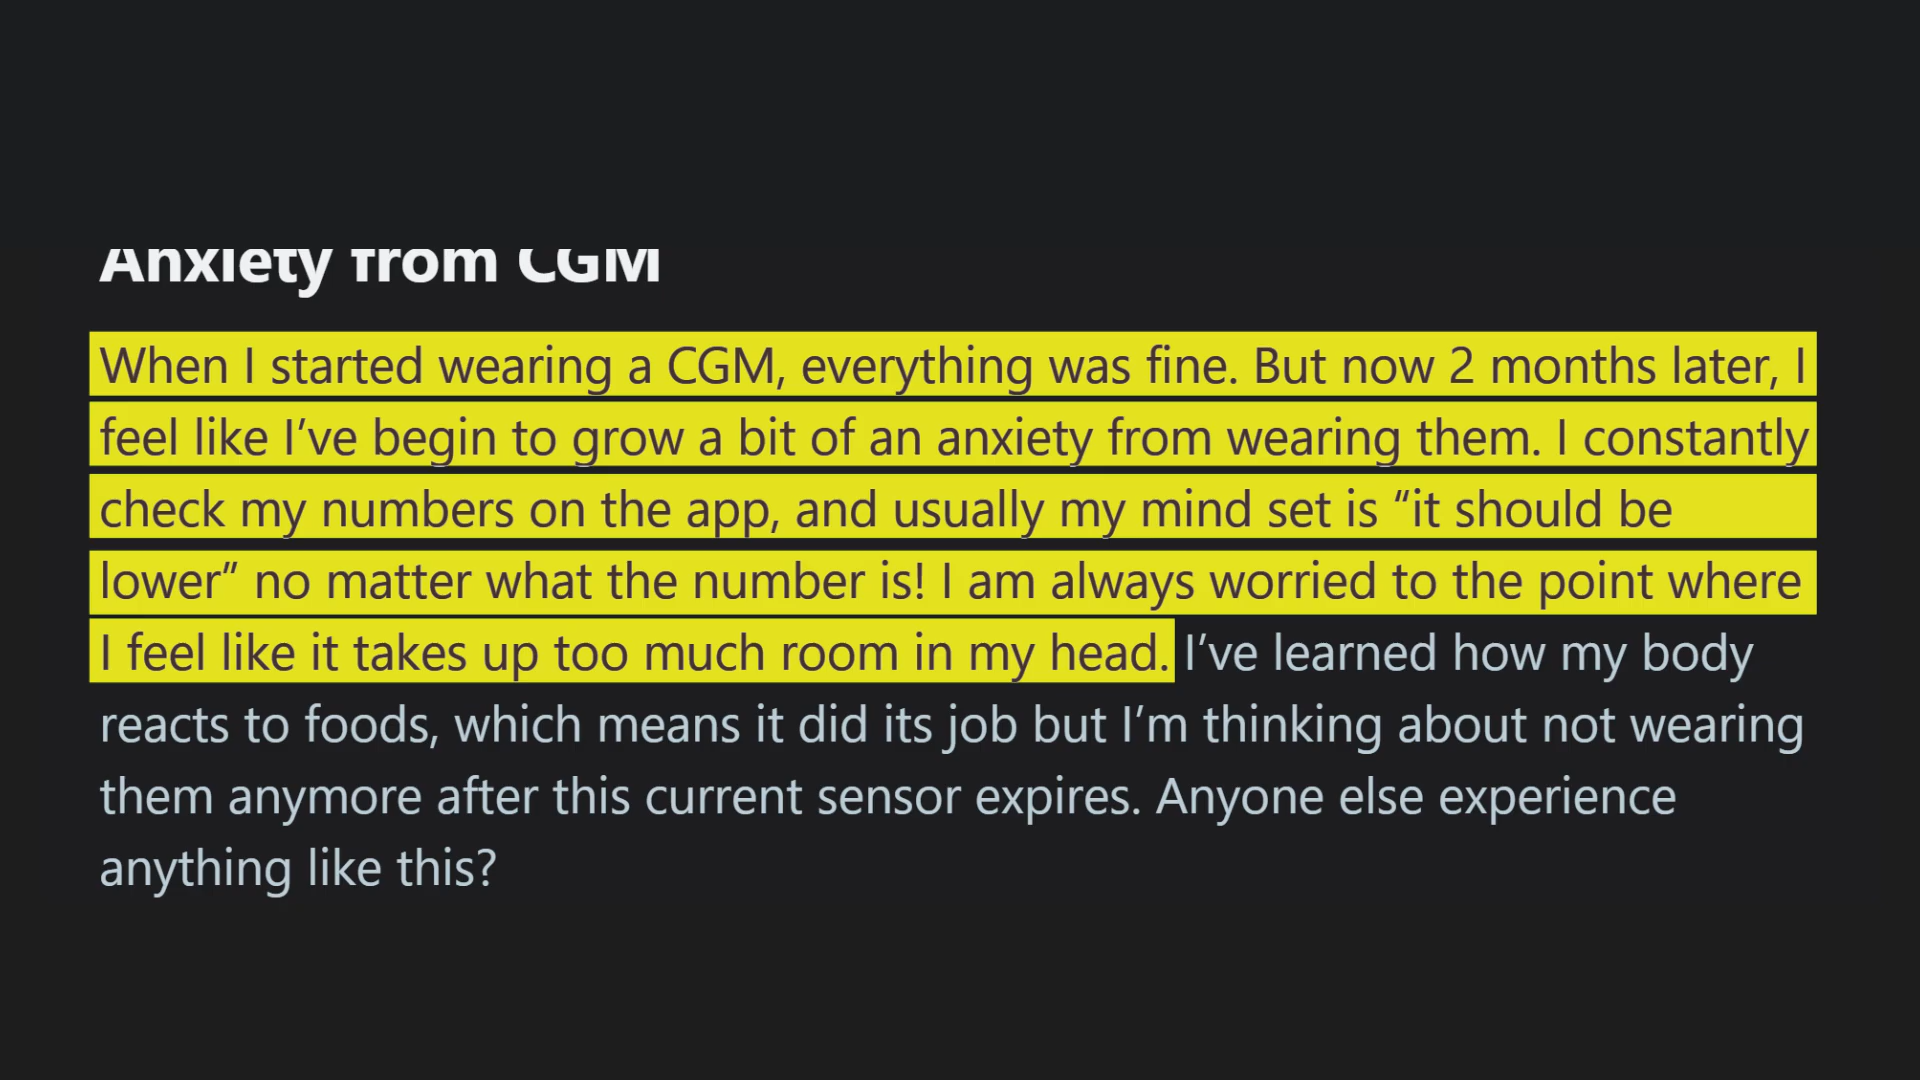 Anxiety from CGM
When I started wearing a CGM, everything was fine. But now 2 months later, I
feel like I’ve begin to grow a bit of an anxiety from wearing them. I constantly
check my numbers on the app, and usually my mind set is “it should be
lower” no matter what the number is! I am always worried to the point where
I feel like it takes up too much room in my head. I’ve learned how my body
reacts to foods, which means it did its job but I’m thinking about not wearing
them anymore after this current sensor expires. Anyone else experience
anything like this?